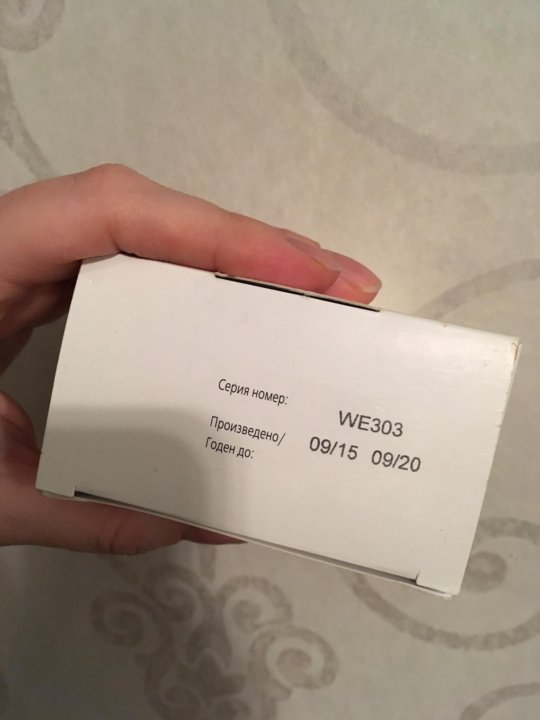 Серия номер: WE303
Произведено/ 09/15 09/20
Годен до: